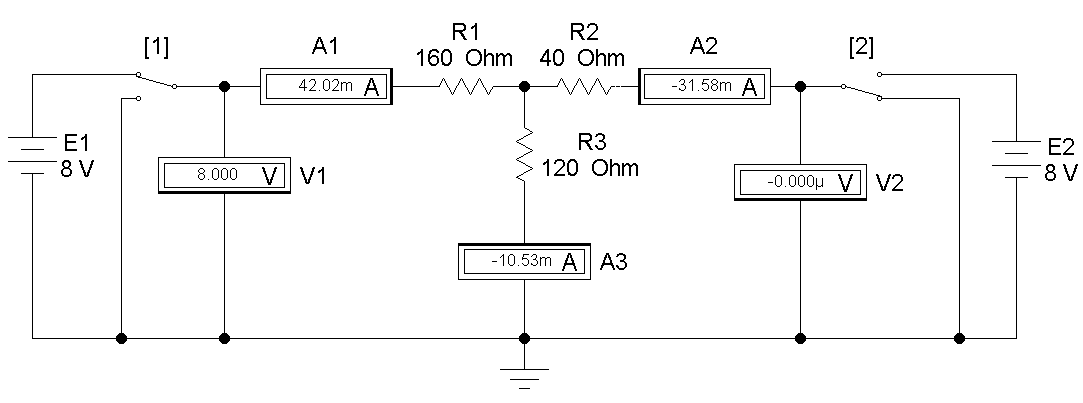 [1]
A1
R1
160 Ohm
R2
40 Ohm
A2
[2]
42.02m A
-31.58m A
E1
8 V
8.000 V
V1
R3
120 Ohm
-0.000µ V
V2
E2
8 V
-10.53m A
A3